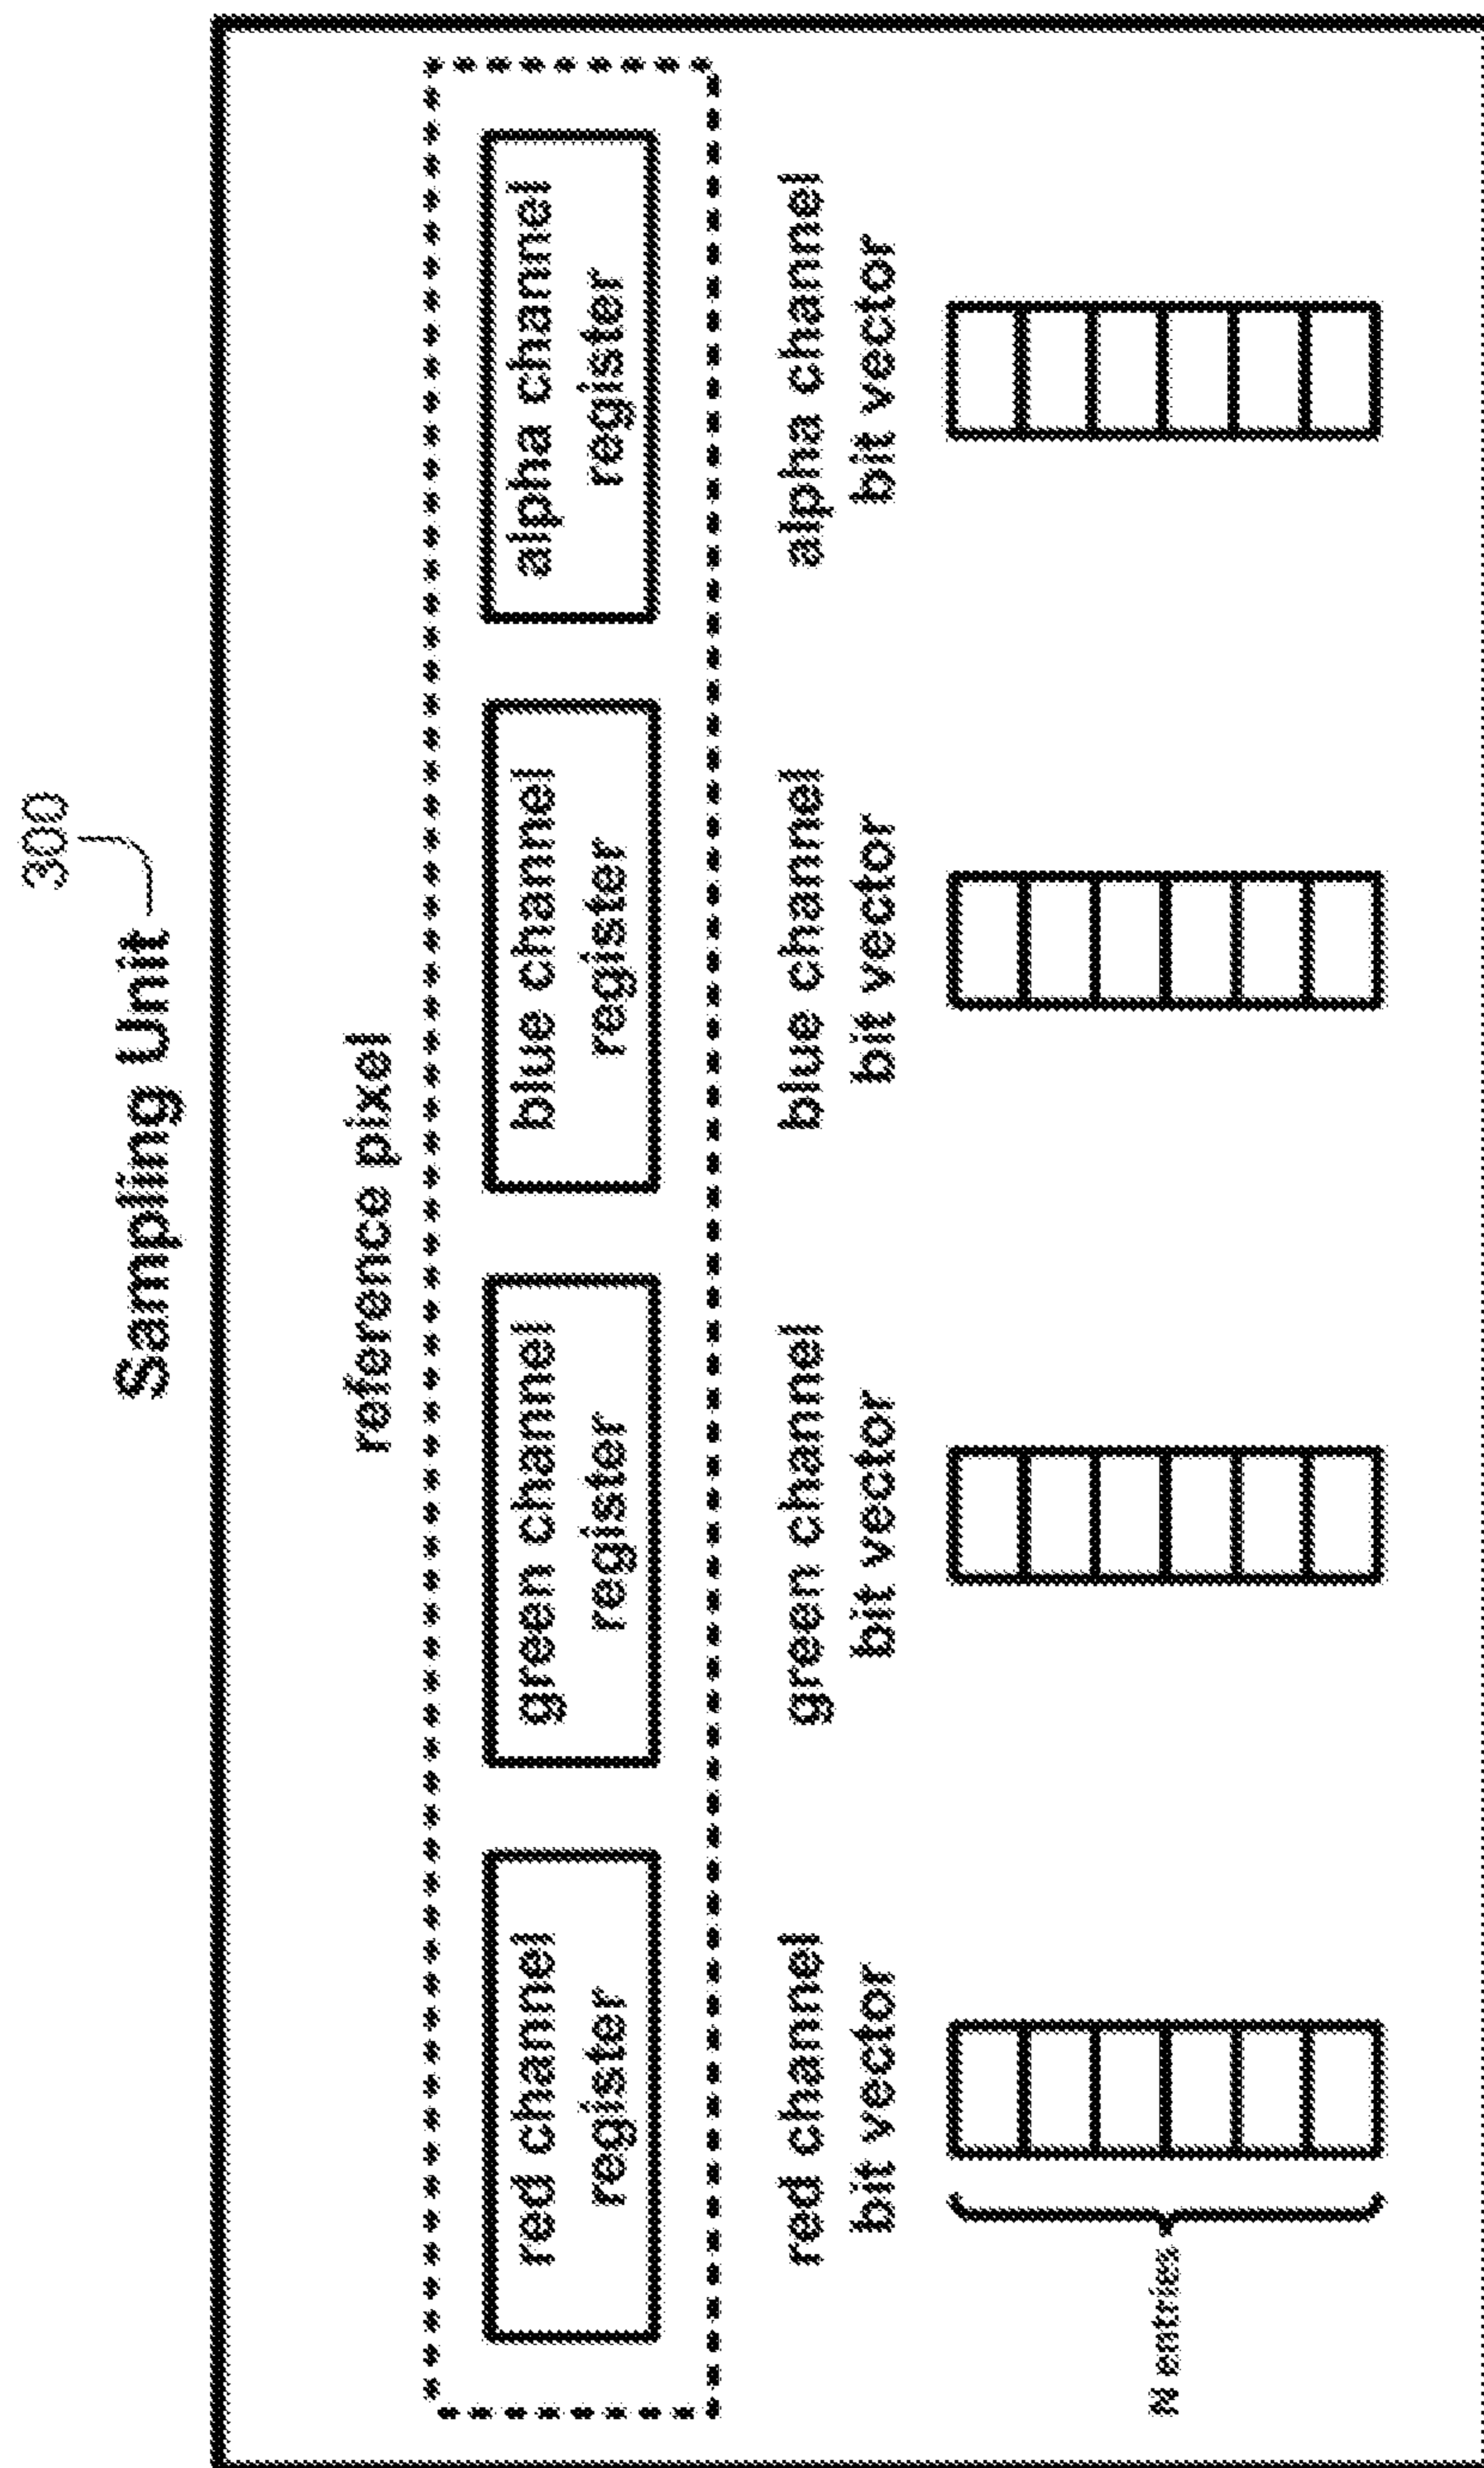 300
Sampling Unit
reference pixel
red channel
register
green channel
register
blue channel
register
alpha channel
register
red channel
bit vector
green channel
bit vector
blue channel
bit vector
alpha channel
bit vector
N entries